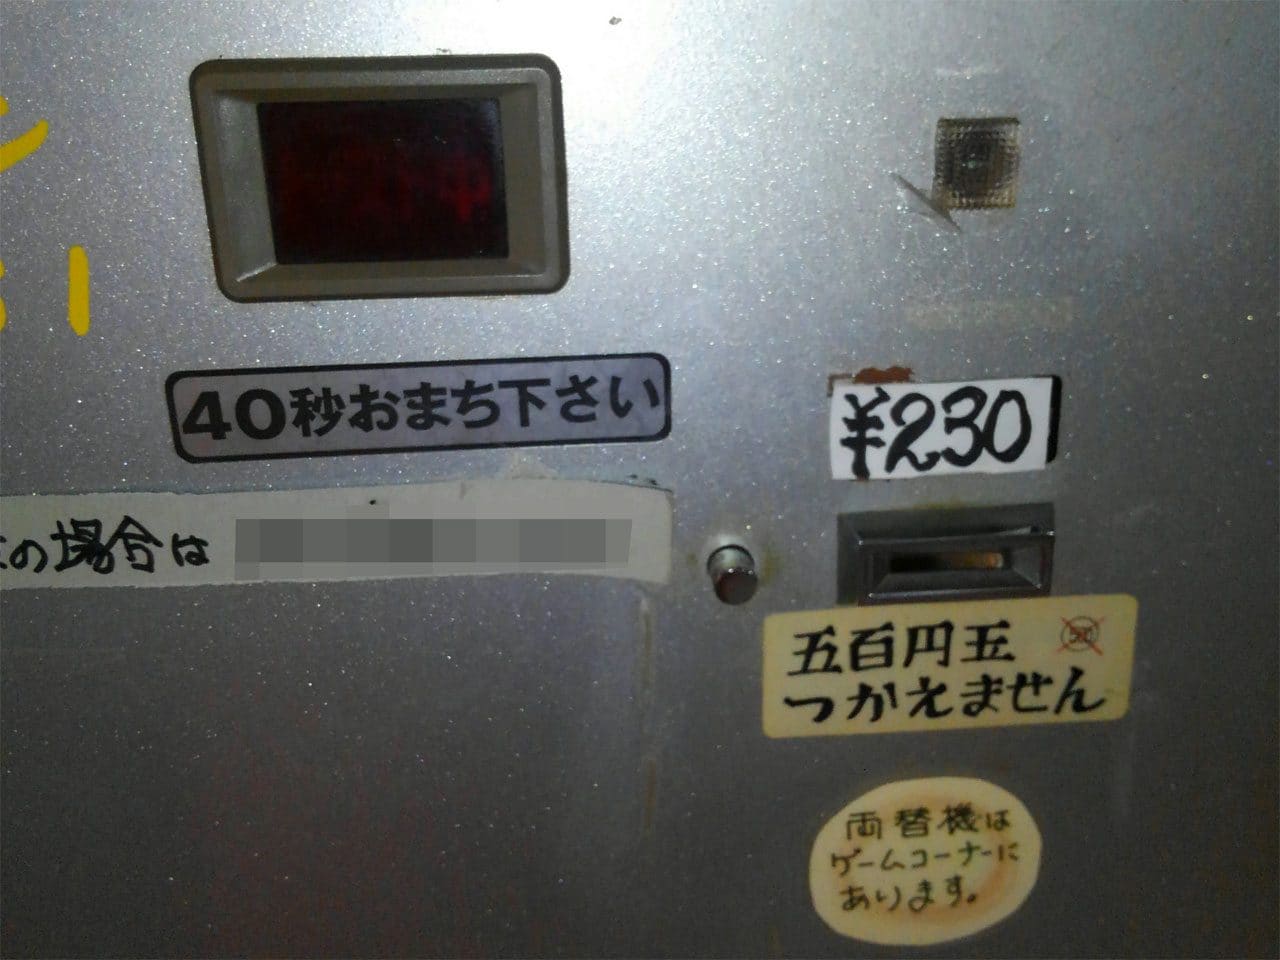 40秒おまち下さい
¥230
の場合は
五百円玉
つかえません
両替機は
ゲームコーナーに
あります。